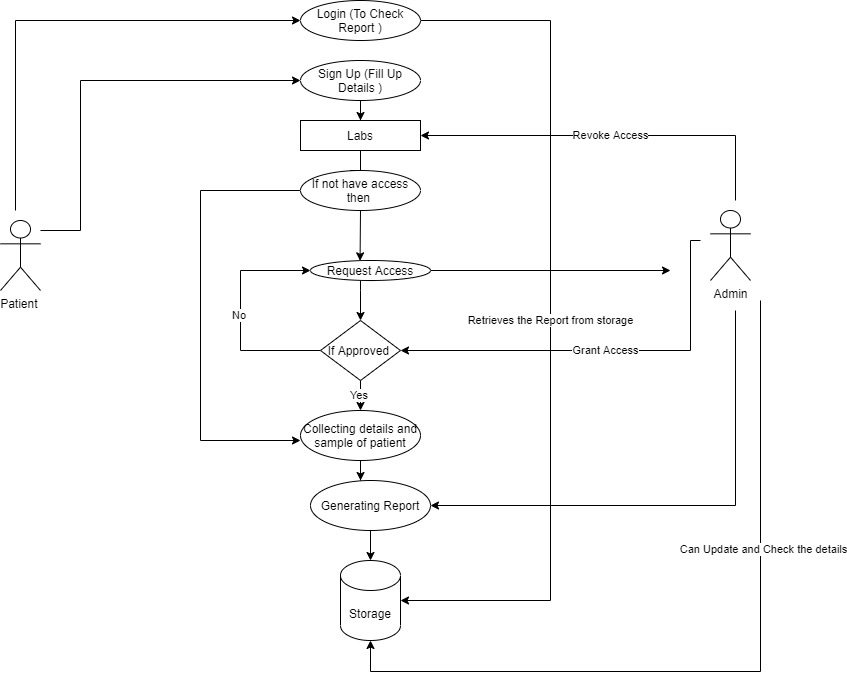 Login (To Check
Report )
Sign Up (Fill Up
Details )
Labs
Revoke Access
If not have access
then
Request Access
Patient
Admin
No
Retrieves the Report from storage
If Approved
Grant Access
Yes
Collecting details and
sample of patient
Generating Report
Can Update and Check the details
Storage